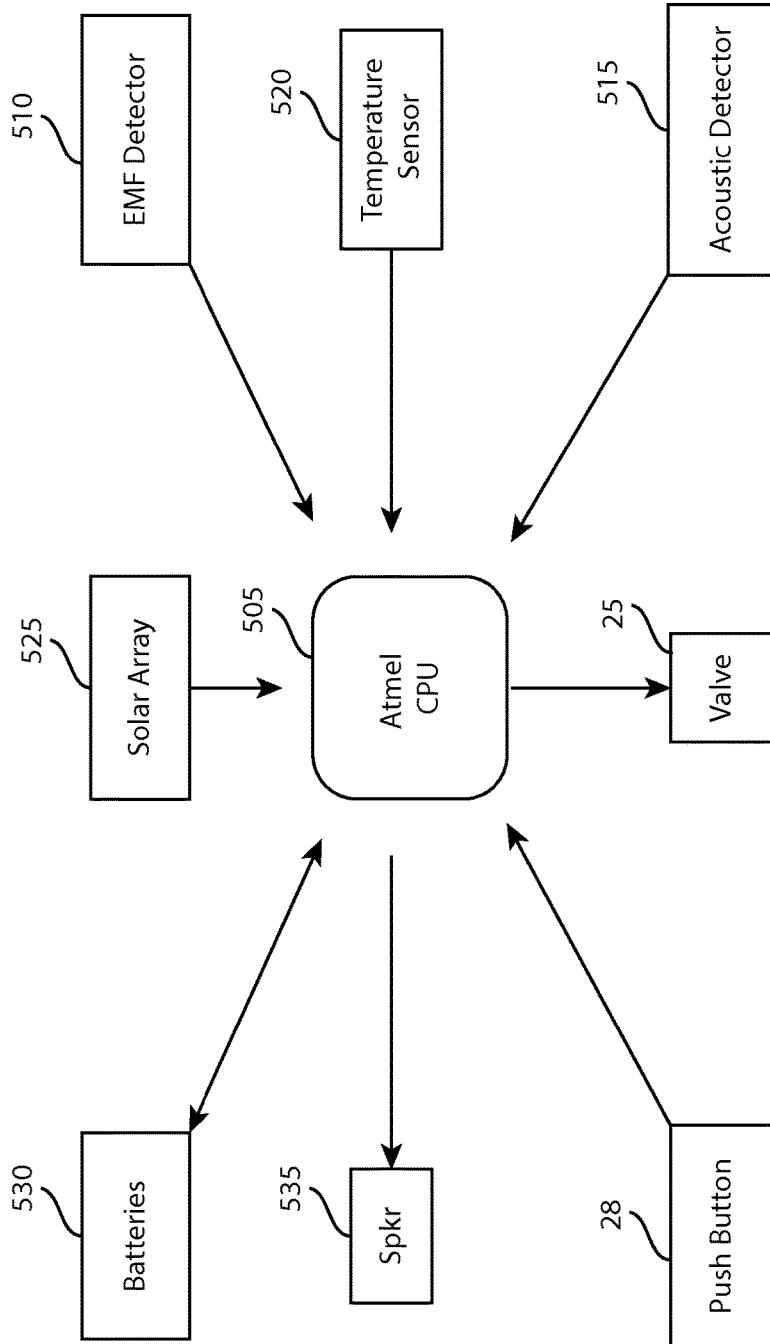 530
Batteries
525
Solar Array
510
EMF Detector
535
Spkr
505
Atmel
CPU
520
Temperature
Sensor
28
Push Button
25
Valve
515
Acoustic Detector